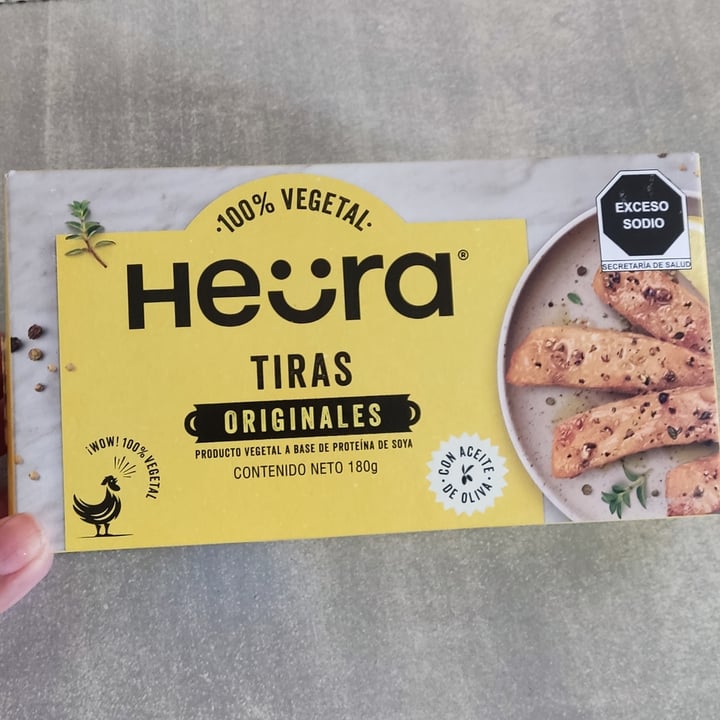 ·100% VEGETAL·
Heüra®
TIRAS
ORIGINALES
PRODUCTO VEGETAL A BASE DE PROTEÍNA DE SOYA
CONTENIDO NETO 180g
¡WOW! 100% VEGETAL
CON ACEITE
· DE OLIVA ·
EXCESO
SODIO
SECRETARÍA DE SALUD